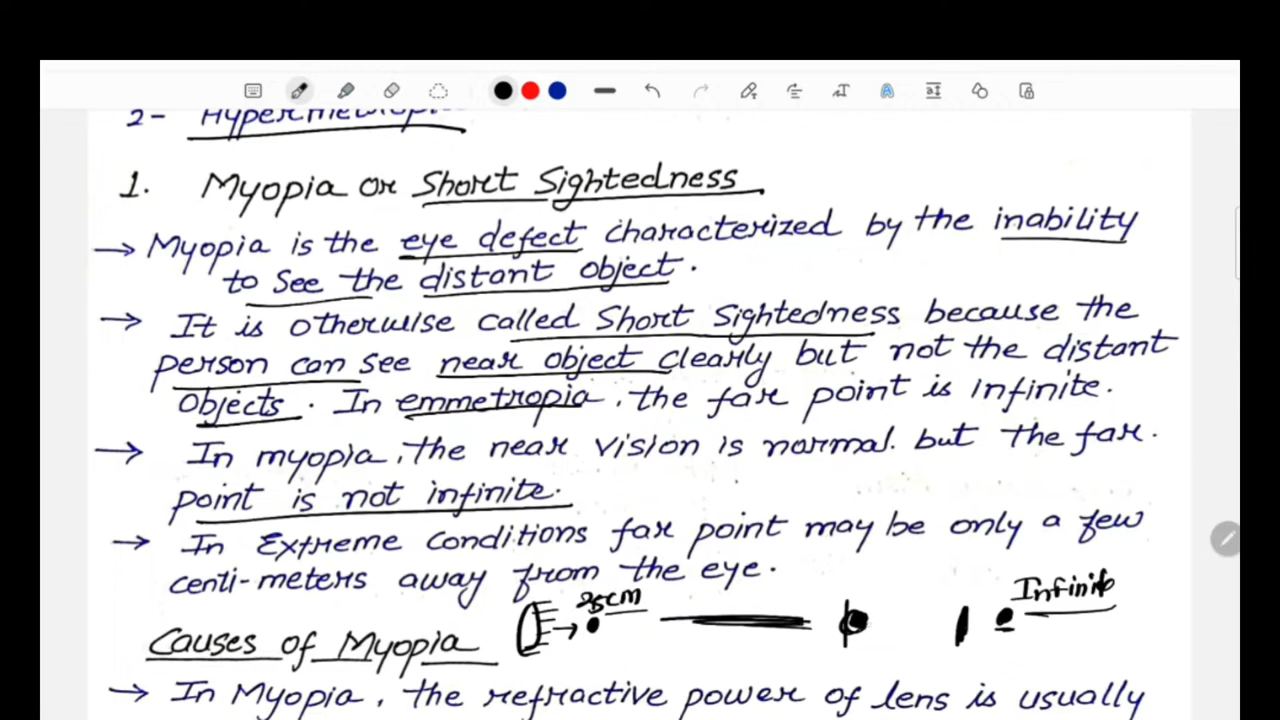 2- Hypermetropia
1. Myopia or Short Sightedness
→ Myopia is the eye defect characterized by the inability
to see the distant object.
→ It is otherwise called Short Sightedness because the
person can see near object clearly but not the distant
objects. In emmetropia, the far point is infinite.
→ In myopia, the near vision is normal. but the far.
point is not infinite.
→ In Extreme conditions far point may be only a few
centi-meters away from the eye.
25cm
Infinite
Causes of Myopia
→ In Myopia, the refractive power of lens is usually